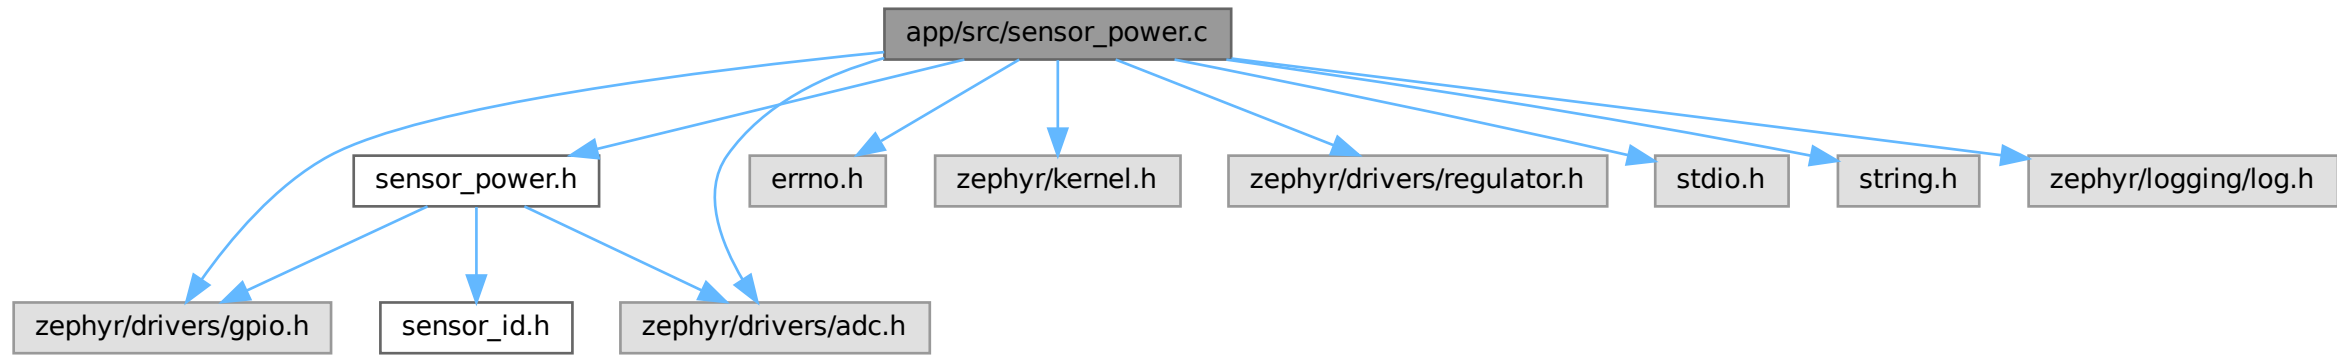 app/src/sensor_power.c
sensor_power.h
errno.h
zephyr/kernel.h
zephyr/drivers/regulator.h
stdio.h
string.h
zephyr/logging/log.h
zephyr/drivers/gpio.h
sensor_id.h
zephyr/drivers/adc.h